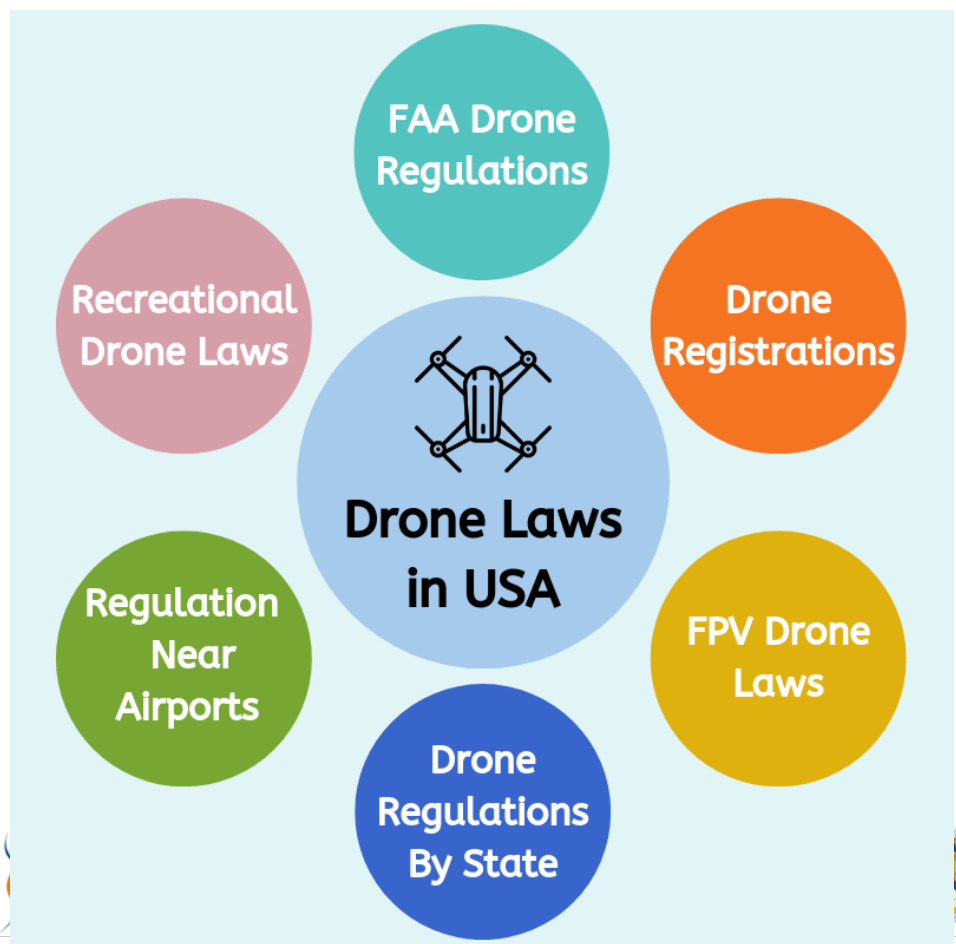 FAA Drone
Regulations
Recreational
Drone Laws
Drone
Registrations
Drone Laws
in USA
Regulation
Near
Airports
FPV Drone
Laws
Drone
Regulations
By State